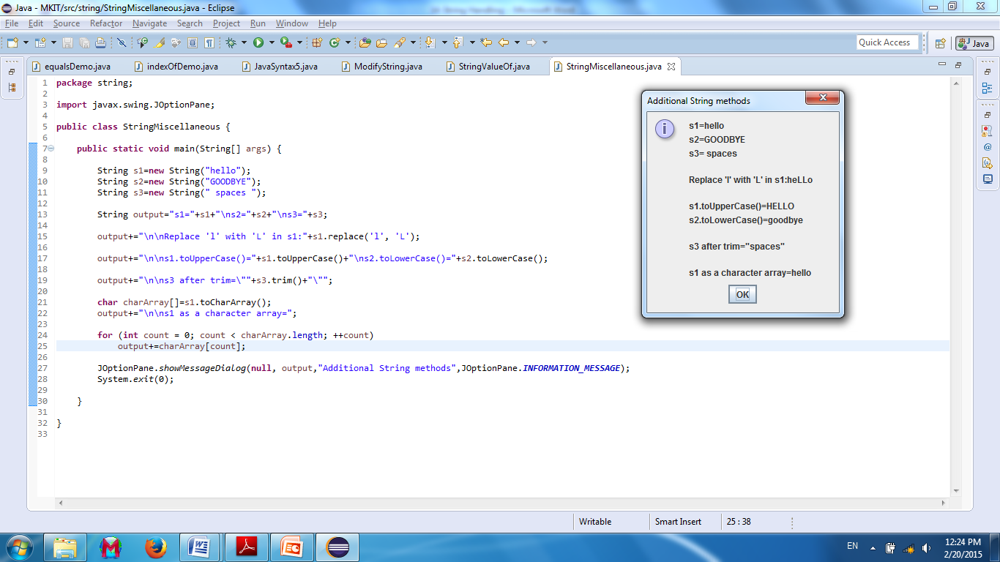 Java - MKIT/src/string/StringMiscellaneous.java - Eclipse
File Edit Source Refactor Navigate Search Project Run Window Help
Quick Access
Java
equalsDemo.java indexOfDemo.java JavaSyntax5.java ModifyString.java StringValueOf.java StringMiscellaneous.java
1 package string;
2
3 import javax.swing.JOptionPane;
4
5 public class StringMiscellaneous {
6
7 public static void main(String[] args) {
8
9 String s1=new String("hello");
10 String s2=new String("GOODBYE");
11 String s3=new String(" spaces ");
12
13 String output="s1="+s1+"\ns2="+s2+"\ns3="+s3;
14
15 output+="\n\nReplace 'l' with 'L' in s1:"+s1.replace('l', 'L');
16
17 output+="\n\ns1.toUpperCase()="+s1.toUpperCase()+"\ns2.toLowerCase()="+s2.toLowerCase();
18
19 output+="\n\ns3 after trim=\""+s3.trim()+"\"";
20
21 char charArray[]=s1.toCharArray();
22 output+="\n\ns1 as a character array=";
23
24 for (int count = 0; count < charArray.length; ++count)
25 output+=charArray[count];
26
27 JOptionPane.showMessageDialog(null, output,"Additional String methods",JOptionPane.INFORMATION_MESSAGE);
28 System.exit(0);
29
30 }
31
32 }
33
Additional String methods
s1=hello
s2=GOODBYE
s3= spaces
Replace 'l' with 'L' in s1:heLLo
s1.toUpperCase()=HELLO
s2.toLowerCase()=goodbye
s3 after trim="spaces"
s1 as a character array=hello
OK
Writable Smart Insert 25 : 38
EN
12:24 PM
2/20/2015